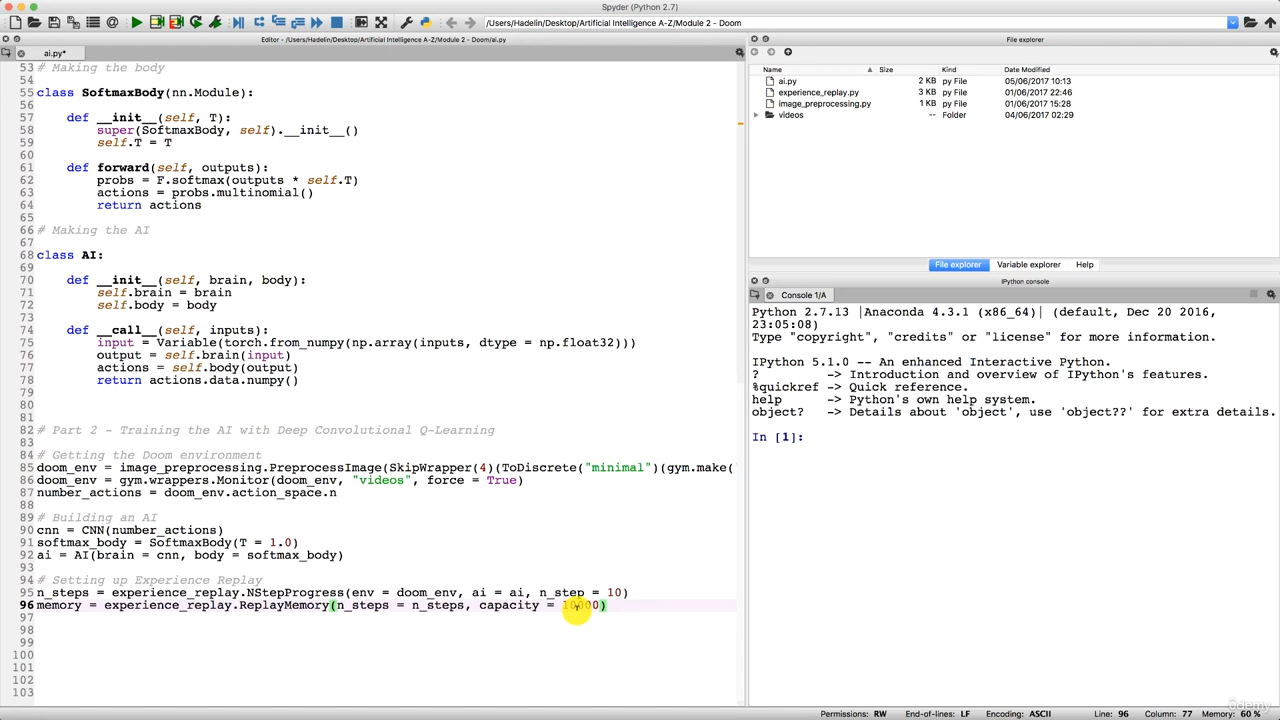 Spyder (Python 2.7)
/Users/Hadelin/Desktop/Artificial Intelligence A-Z/Module 2 - Doom
Editor - /Users/Hadelin/Desktop/Artificial Intelligence A-Z/Module 2 - Doom/ai.py
ai.py*
53 # Making the body
54
55 class SoftmaxBody(nn.Module):
56
57     def __init__(self, T):
58         super(SoftmaxBody, self).__init__()
59         self.T = T
60
61     def forward(self, outputs):
62         probs = F.softmax(outputs * self.T)
63         actions = probs.multinomial()
64         return actions
65
66 # Making the AI
67
68 class AI:
69
70     def __init__(self, brain, body):
71         self.brain = brain
72         self.body = body
73
74     def __call__(self, inputs):
75         input = Variable(torch.from_numpy(np.array(inputs, dtype = np.float32)))
76         output = self.brain(input)
77         actions = self.body(output)
78         return actions.data.numpy()
79
80
81
82 # Part 2 - Training the AI with Deep Convolutional Q-Learning
83
84 # Getting the Doom environment
85 doom_env = image_preprocessing.PreprocessImage(SkipWrapper(4)(ToDiscrete("minimal")(gym.make(
86 doom_env = gym.wrappers.Monitor(doom_env, "videos", force = True)
87 number_actions = doom_env.action_space.n
88
89 # Building an AI
90 cnn = CNN(number_actions)
91 softmax_body = SoftmaxBody(T = 1.0)
92 ai = AI(brain = cnn, body = softmax_body)
93
94 # Setting up Experience Replay
95 n_steps = experience_replay.NStepProgress(env = doom_env, ai = ai, n_step = 10)
96 memory = experience_replay.ReplayMemory(n_steps = n_steps, capacity = 10000)
97
98
99
100
101
102
103
File explorer
Name Size Kind Date Modified
ai.py 2 KB py File 05/06/2017 10:13
experience_replay.py 3 KB py File 01/06/2017 22:46
image_preprocessing.py 1 KB py File 01/06/2017 15:28
videos -- Folder 04/06/2017 02:29
File explorer Variable explorer Help
IPython console
Console 1/A
Python 2.7.13 |Anaconda 4.3.1 (x86_64)| (default, Dec 20 2016,
23:05:08)
Type "copyright", "credits" or "license" for more information.
IPython 5.1.0 -- An enhanced Interactive Python.
?         -> Introduction and overview of IPython's features.
%quickref -> Quick reference.
help      -> Python's own help system.
object?   -> Details about 'object', use 'object??' for extra details.
In [1]:
ûdemy
Permissions: RW End-of-lines: LF Encoding: ASCII Line: 96 Column: 77 Memory: 60 %